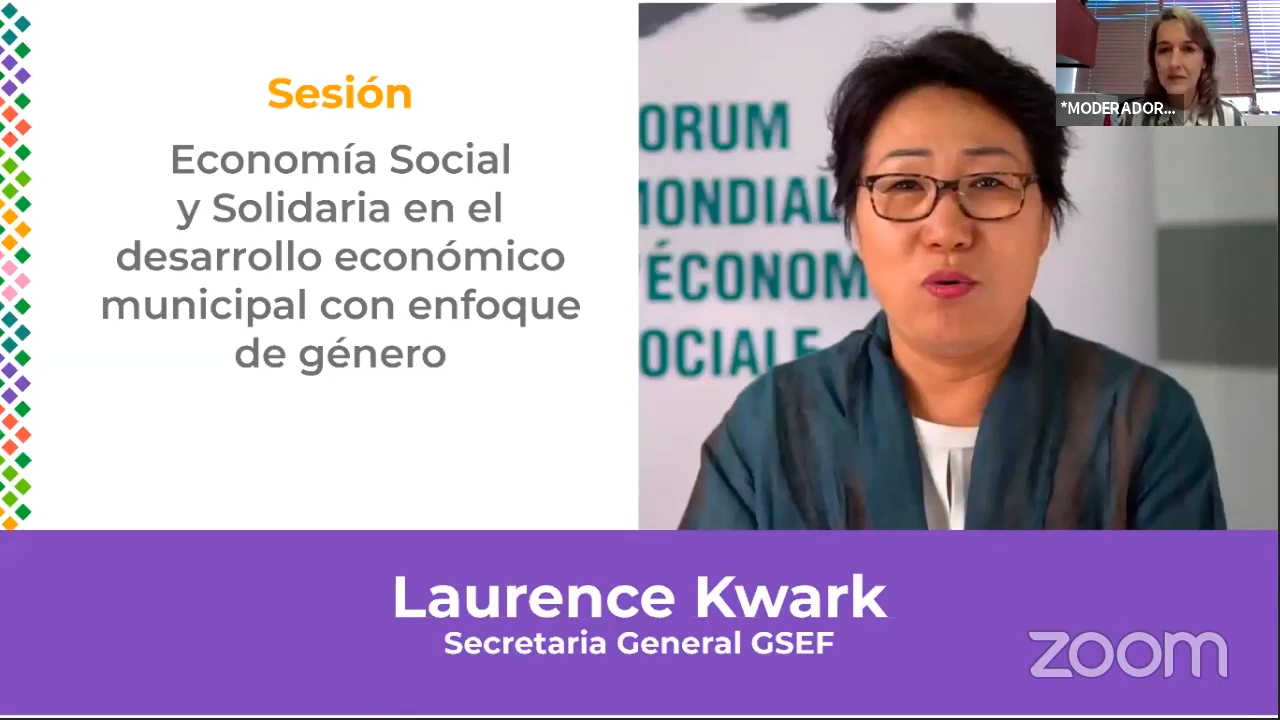 Sesión
Economía Social
y Solidaria en el
desarrollo económico
municipal con enfoque
de género
ORUM
MONDIAL
'ÉCONOM
OCIALE
*MODERADOR...
Laurence Kwark
Secretaria General GSEF
zoom